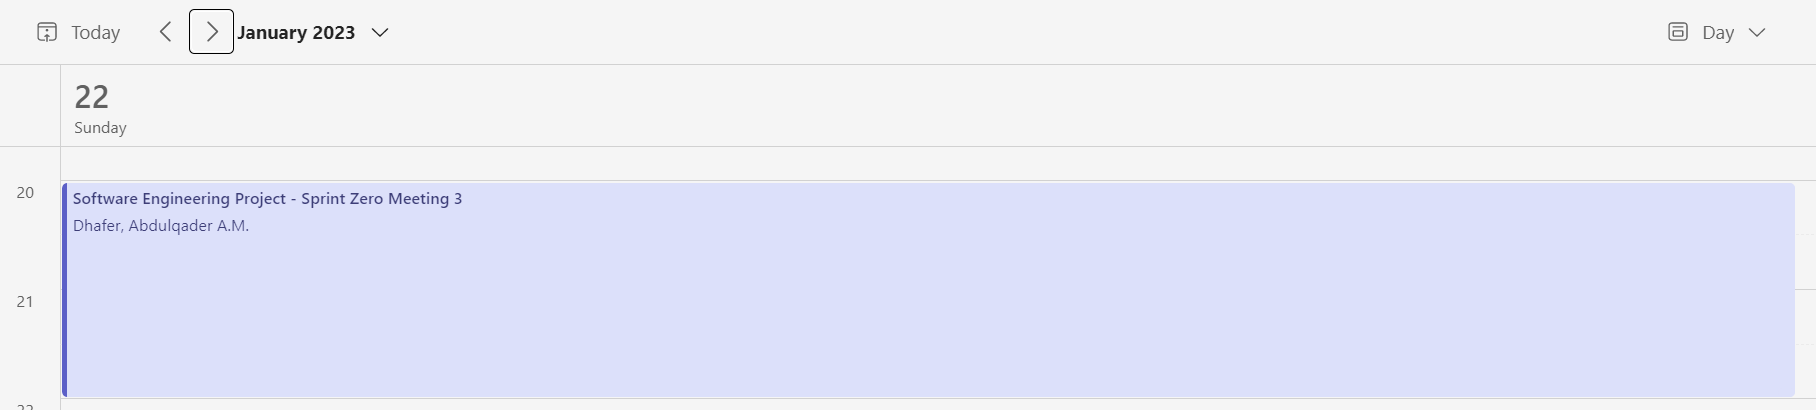 Today
January 2023
Day
22
Sunday
20
Software Engineering Project - Sprint Zero Meeting 3
Dhafer, Abdulqader A.M.
21